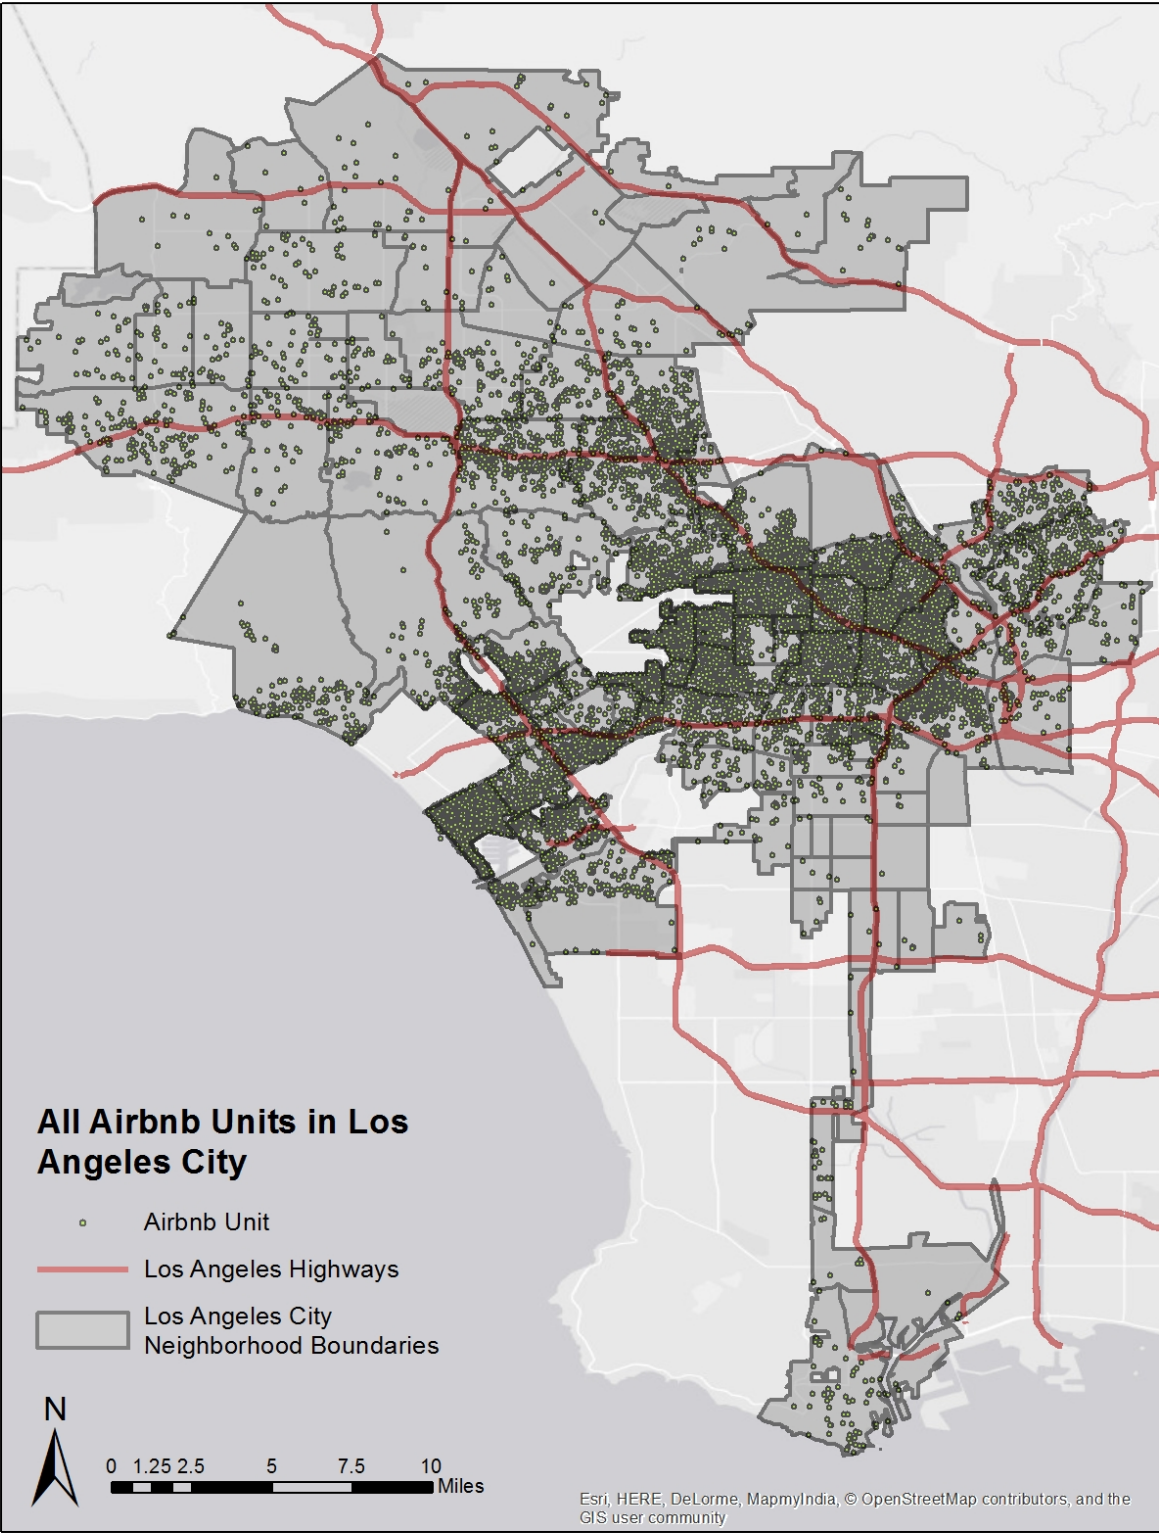 All Airbnb Units in Los
Angeles City
Airbnb Unit
Los Angeles Highways
Los Angeles City
Neighborhood Boundaries
N
0 1.25 2.5 5 7.5 10
Miles
Esri, HERE, DeLorme, MapmyIndia, © OpenStreetMap contributors, and the
GIS user community